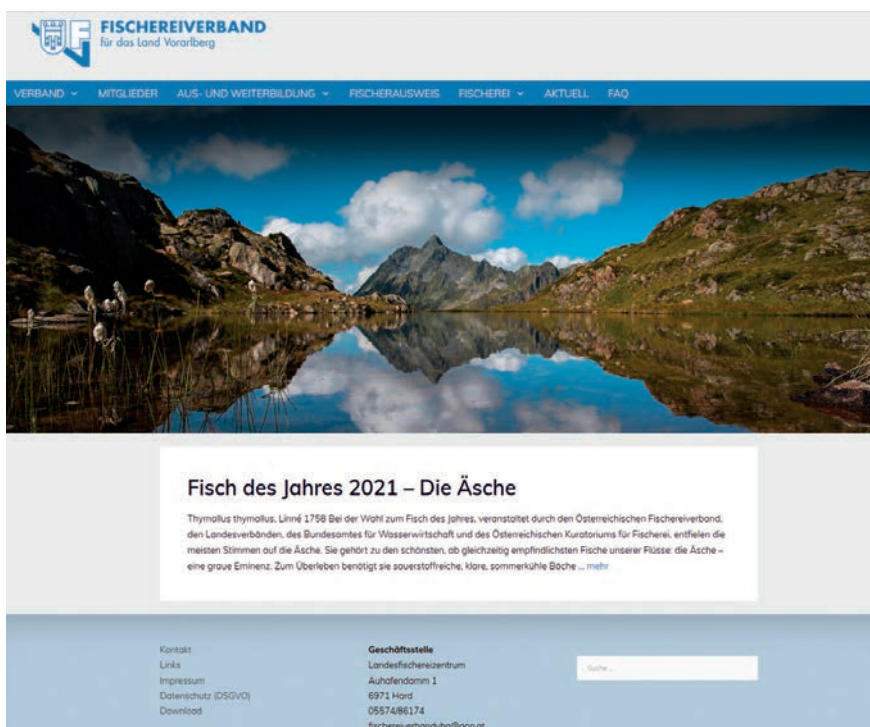 FISCHEREIVERBAND
für das Land Vorarlberg
VERBAND MITGLIEDER AUS- UND WEITERBILDUNG FISCHERAUSWEIS FISCHEREI AKTUELL FAQ
Fisch des Jahres 2021 – Die Äsche
Thymallus thymallus, Linné 1758 Bei der Wahl zum Fisch des Jahres, veranstaltet durch den Österreichischen Fischereiverband,
den Landesverbänden, des Bundesamtes für Wasserwirtschaft und des Österreichischen Kuratoriums für Fischerei, entfielen die
meisten Stimmen auf die Äsche. Sie gehört zu den schönsten, ob gleichzeitig empfindlichsten Fische unserer Flüsse: die Äsche –
eine graue Eminenz. Zum Überleben benötigt sie sauerstoffreiche, klare, sommerkühle Bäche ... mehr
Kontakt
Links
Impressum
Datenschutz (DSGVO)
Download
Geschäftsstelle
Landesfischereizentrum
Auhafendamm 1
6971 Hard
05574/86174
fischereiverbandvbg@aon.at
Suche ...